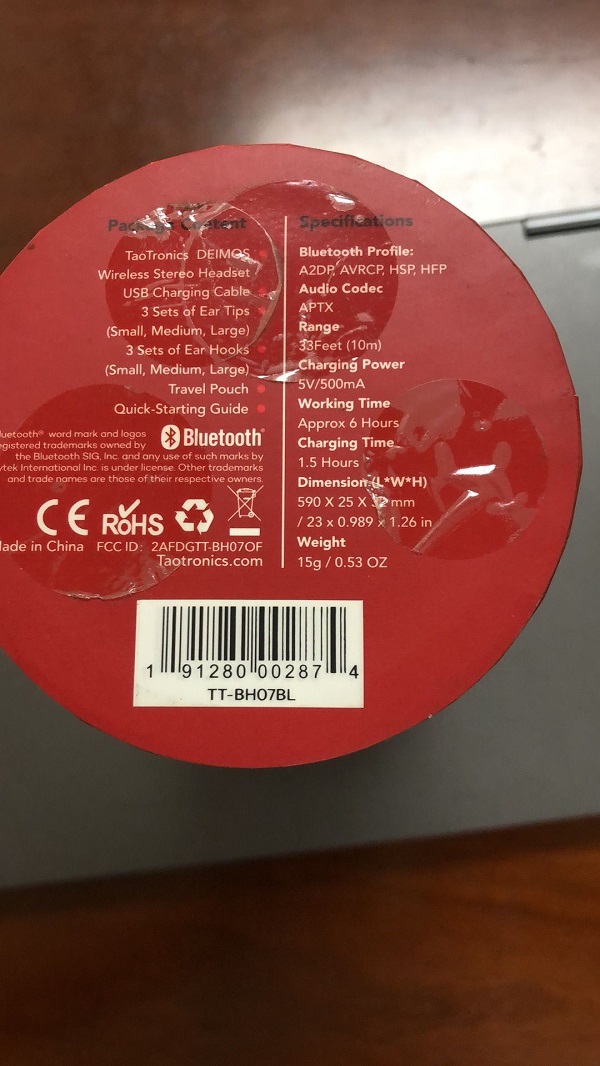 Package Content
TaoTronics DEIMOS
Wireless Stereo Headset
USB Charging Cable
3 Sets of Ear Tips
(Small, Medium, Large)
3 Sets of Ear Hooks
(Small, Medium, Large)
Travel Pouch
Quick-Starting Guide
word mark and logos
trademarks owned by
the Bluetooth SIG, Inc. and any use of such marks by
International Inc. is under license. Other trademarks
and trade names are those of their respective owners.
Bluetooth®
CE RoHS
in China FCC ID: 2AFDGTT-BH07OF
Taotronics.com
Specifications
Bluetooth Profile:
A2DP, AVRCP, HSP, HFP
Audio Codec
APTX
Range
33Feet (10m)
Charging Power
5V/500mA
Working Time
Approx 6 Hours
Charging Time
1.5 Hours
Dimension (L*W*H)
590 X 25 X mm
/ 23 x 0.989 x 1.26 in
Weight
15g / 0.53 OZ
1 91280 00287 4
TT-BH07BL